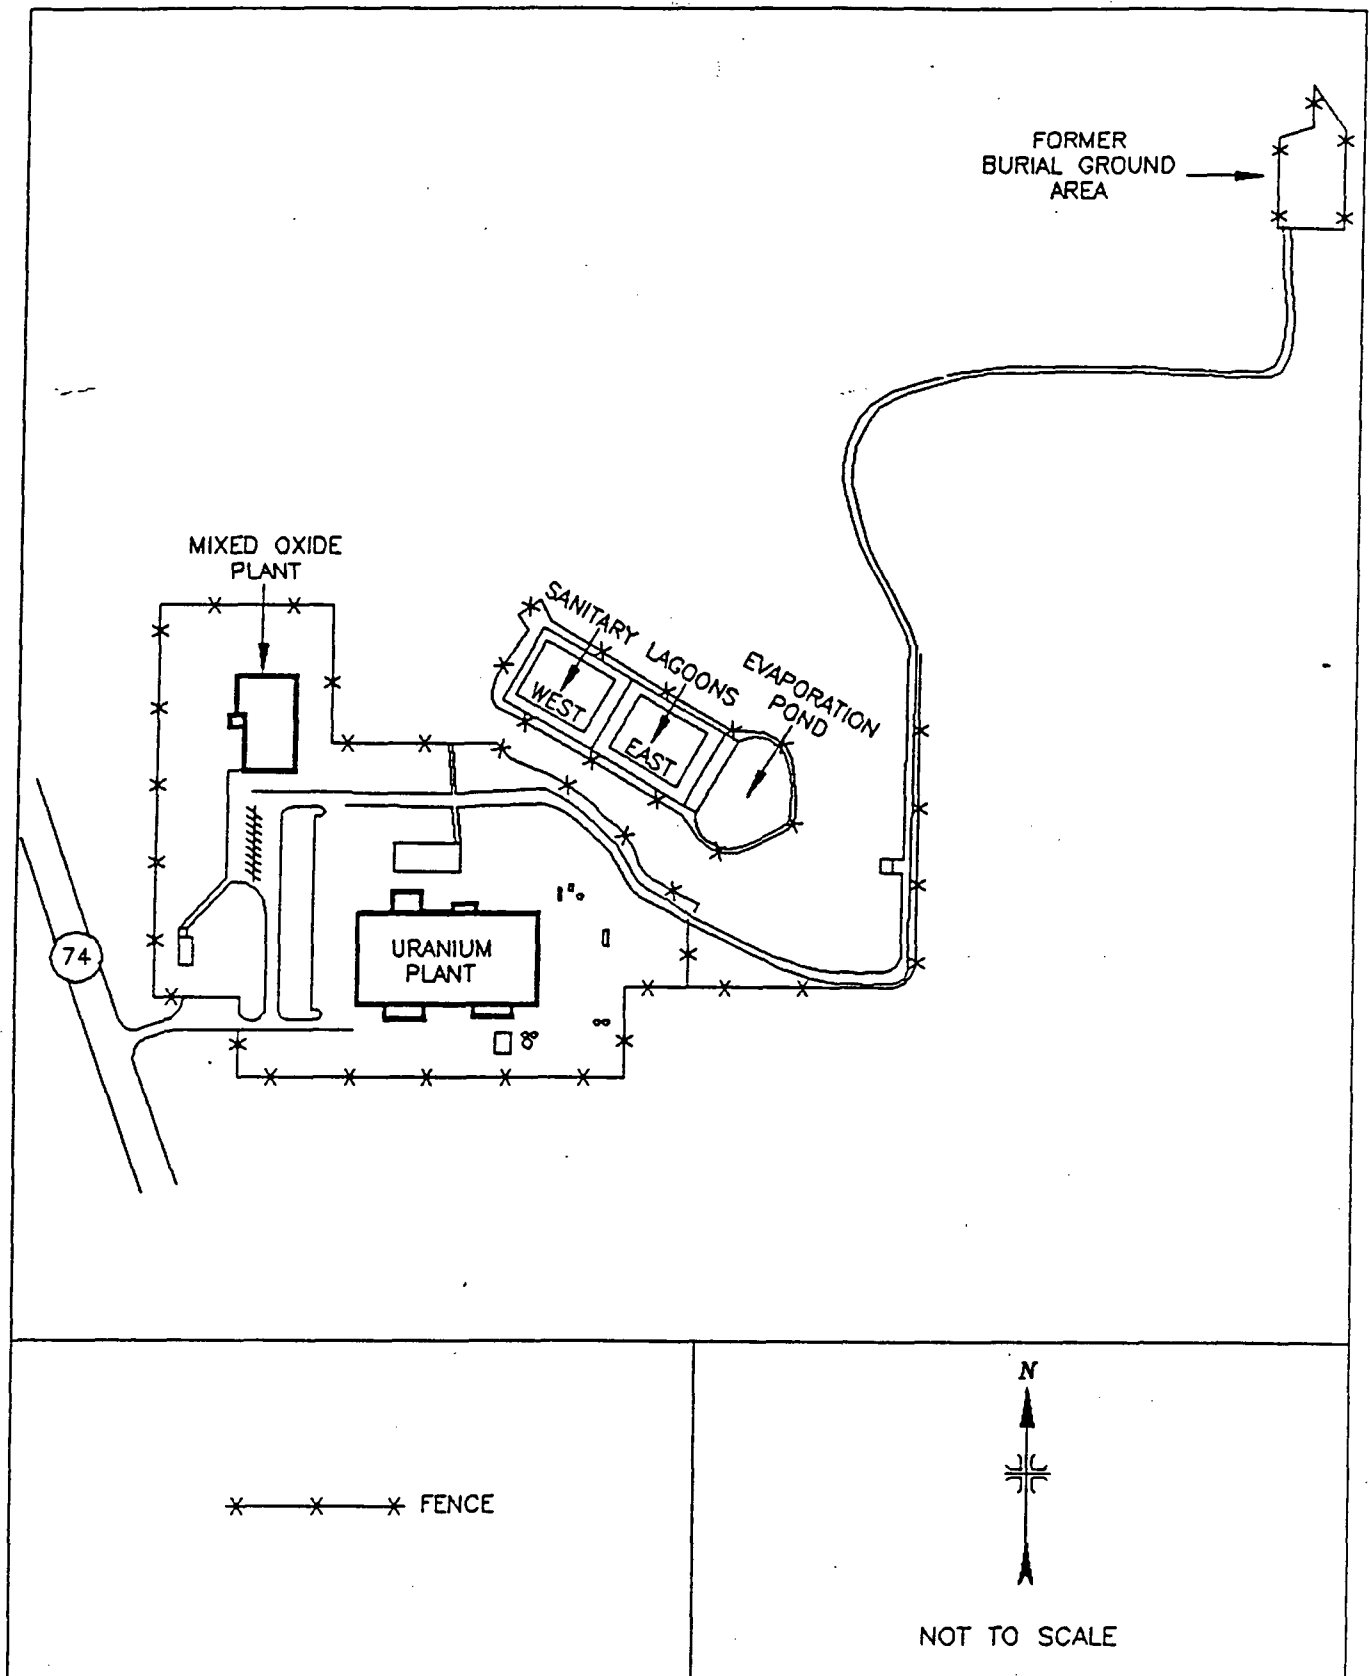 FORMER
BURIAL GROUND
AREA
MIXED OXIDE
PLANT
SANITARY LAGOONS
EVAPORATION
POND
WEST
EAST
74
URANIUM
PLANT
FENCE
N
NOT TO SCALE